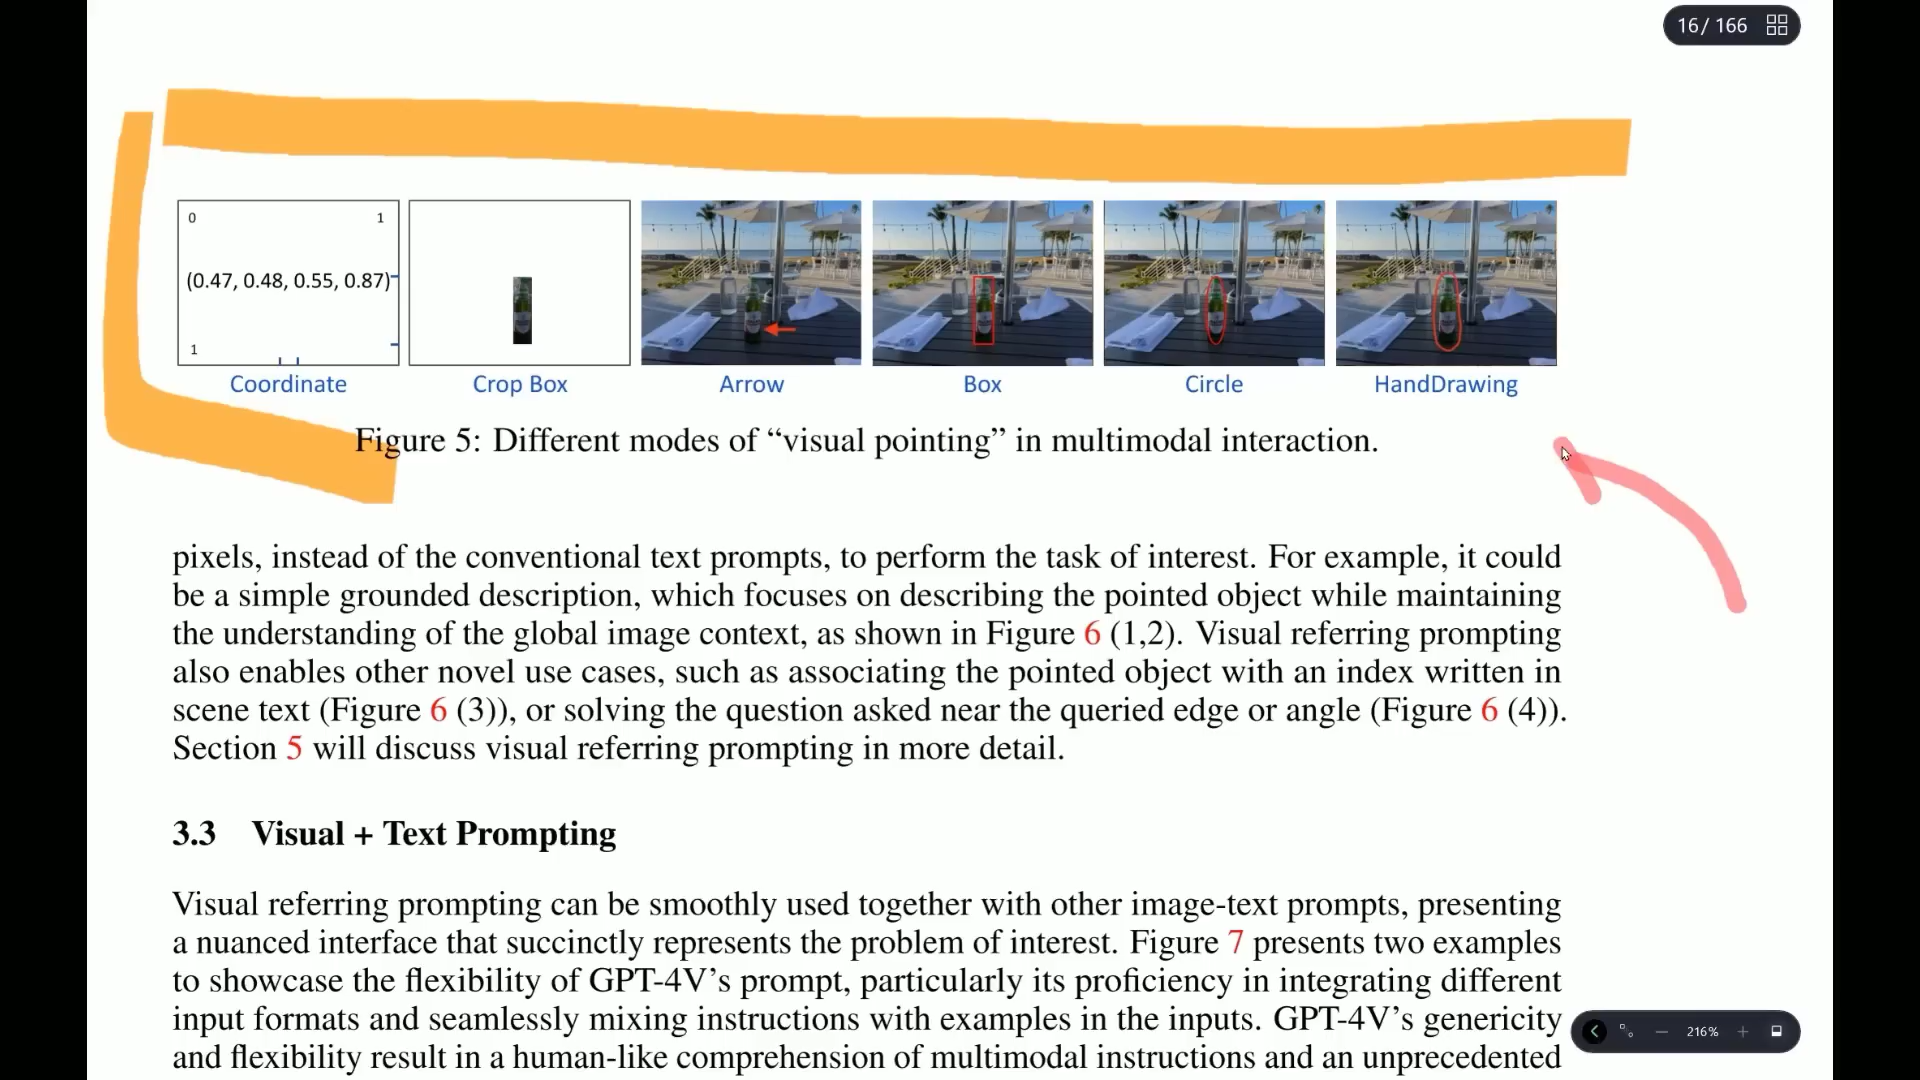 16/ 166
0 1
(0.47, 0.48, 0.55, 0.87)
1
Coordinate Crop Box Arrow Box Circle HandDrawing
Figure 5: Different modes of “visual pointing” in multimodal interaction.
pixels, instead of the conventional text prompts, to perform the task of interest. For example, it could
be a simple grounded description, which focuses on describing the pointed object while maintaining
the understanding of the global image context, as shown in Figure 6 (1,2). Visual referring prompting
also enables other novel use cases, such as associating the pointed object with an index written in
scene text (Figure 6 (3)), or solving the question asked near the queried edge or angle (Figure 6 (4)).
Section 5 will discuss visual referring prompting in more detail.
3.3 Visual + Text Prompting
Visual referring prompting can be smoothly used together with other image-text prompts, presenting
a nuanced interface that succinctly represents the problem of interest. Figure 7 presents two examples
to showcase the flexibility of GPT-4V’s prompt, particularly its proficiency in integrating different
input formats and seamlessly mixing instructions with examples in the inputs. GPT-4V’s genericity
and flexibility result in a human-like comprehension of multimodal instructions and an unprecedented
216%